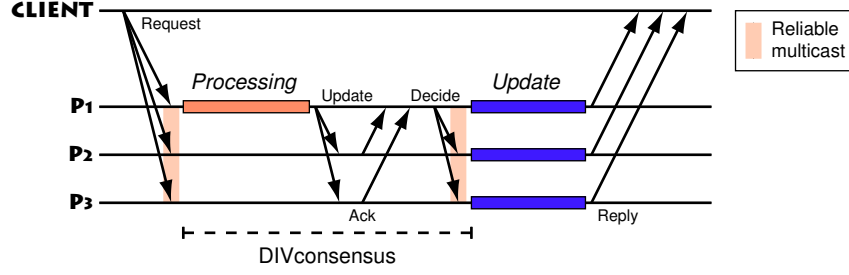 CLIENT
Request
Reliable
multicast
Processing
Update
Update
Decide
P1
P2
P3
Ack
Reply
DIVconsensus